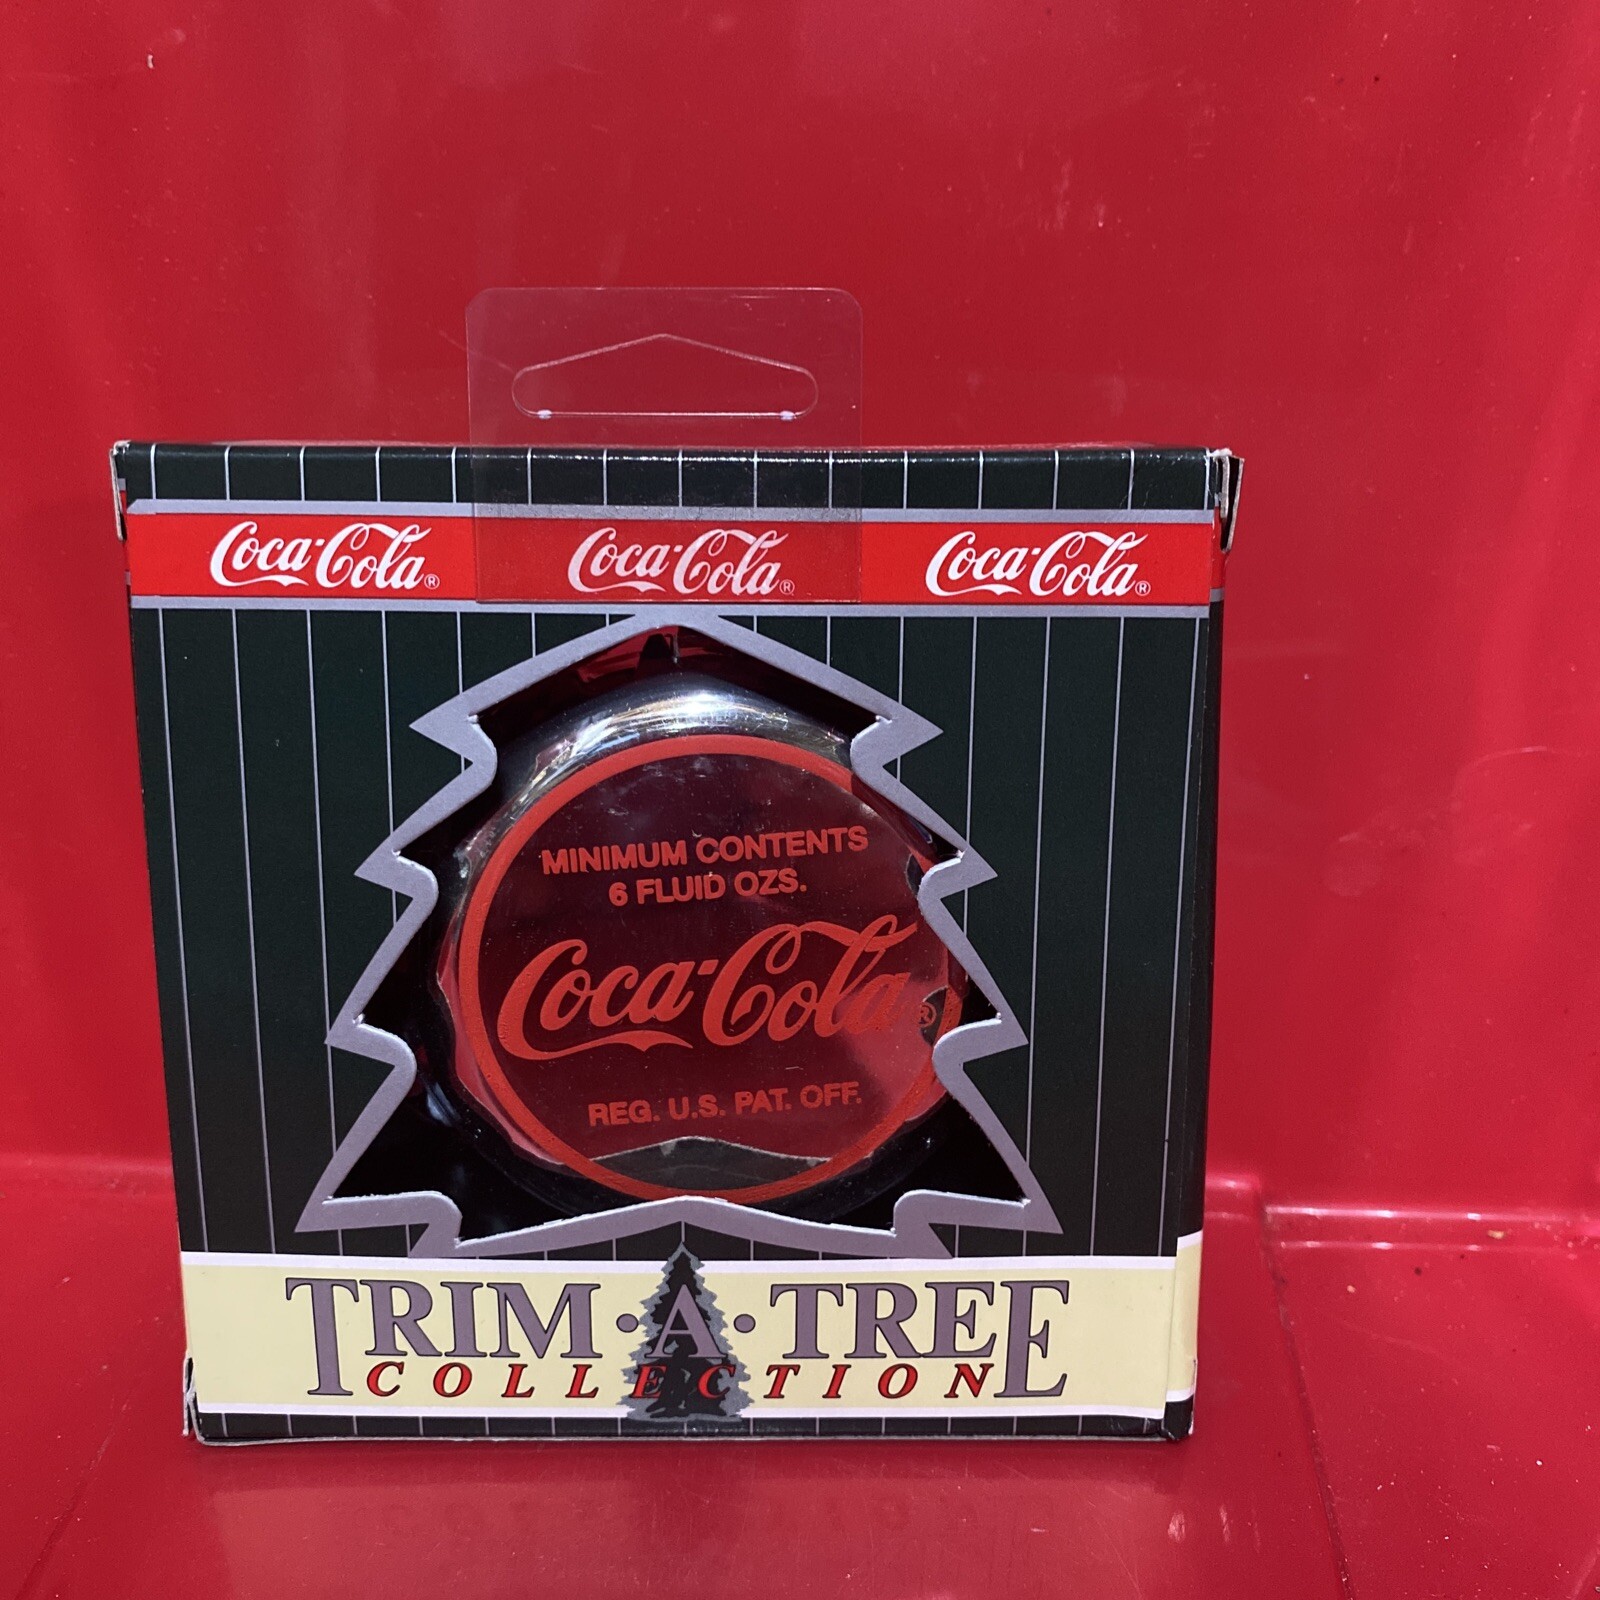 Coca-Cola® Coca-Cola® Coca-Cola®
MINIMUM CONTENTS
6 FLUID OZS.
Coca-Cola®
REG. U.S. PAT. OFF.
TRIM·A·TREE
COLLECTION